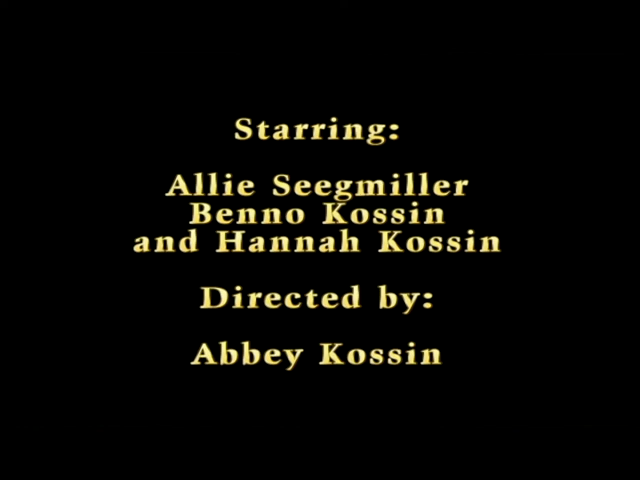 Starring:
Allie Seegmiller
Benno Kossin
and Hannah Kossin
Directed by:
Abbey Kossin